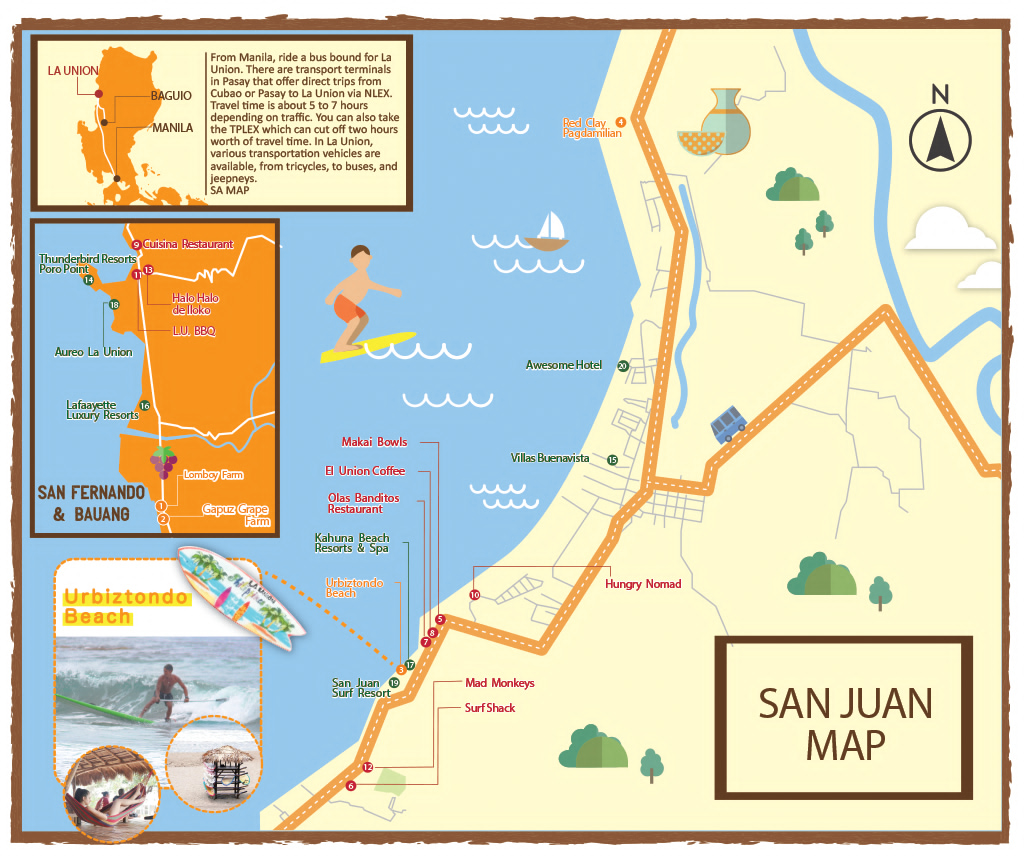 LA UNION
BAGUIO
MANILA
From Manila, ride a bus bound for La
Union. There are transport terminals
in Pasay that offer direct trips from
Cubao or Pasay to La Union via NLEX.
Travel time is about 5 to 7 hours
depending on traffic. You can also take
the TPLEX which can cut off two hours
worth of travel time. In La Union,
various transportation vehicles are
available, from tricycles, to buses, and
jeepneys.
SA MAP
Red Clay
Pagdamilian
4
N
9
Cuisina Restaurant
Thunderbird Resorts
Poro Point
14
11
13
18
Halo Halo
de Iloko
L.U. BBQ
Aureo La Union
Lafaayette
Luxury Resorts
16
Lomboy Farm
SAN FERNANDO
& BAUANG
1
2
Gapuz Grape
Farm
Awesome Hotel
20
Villas Buenavista
15
Makai Bowls
El Union Coffee
Olas Banditos
Restaurant
Kahuna Beach
Resorts & Spa
Urbiztondo
Beach
10
Hungry Nomad
5
8
7
17
3
19
San Juan
Surf Resort
Mad Monkeys
Surf Shack
12
6
Urbiztondo
Beach
LA UNION
SAN JUAN
MAP